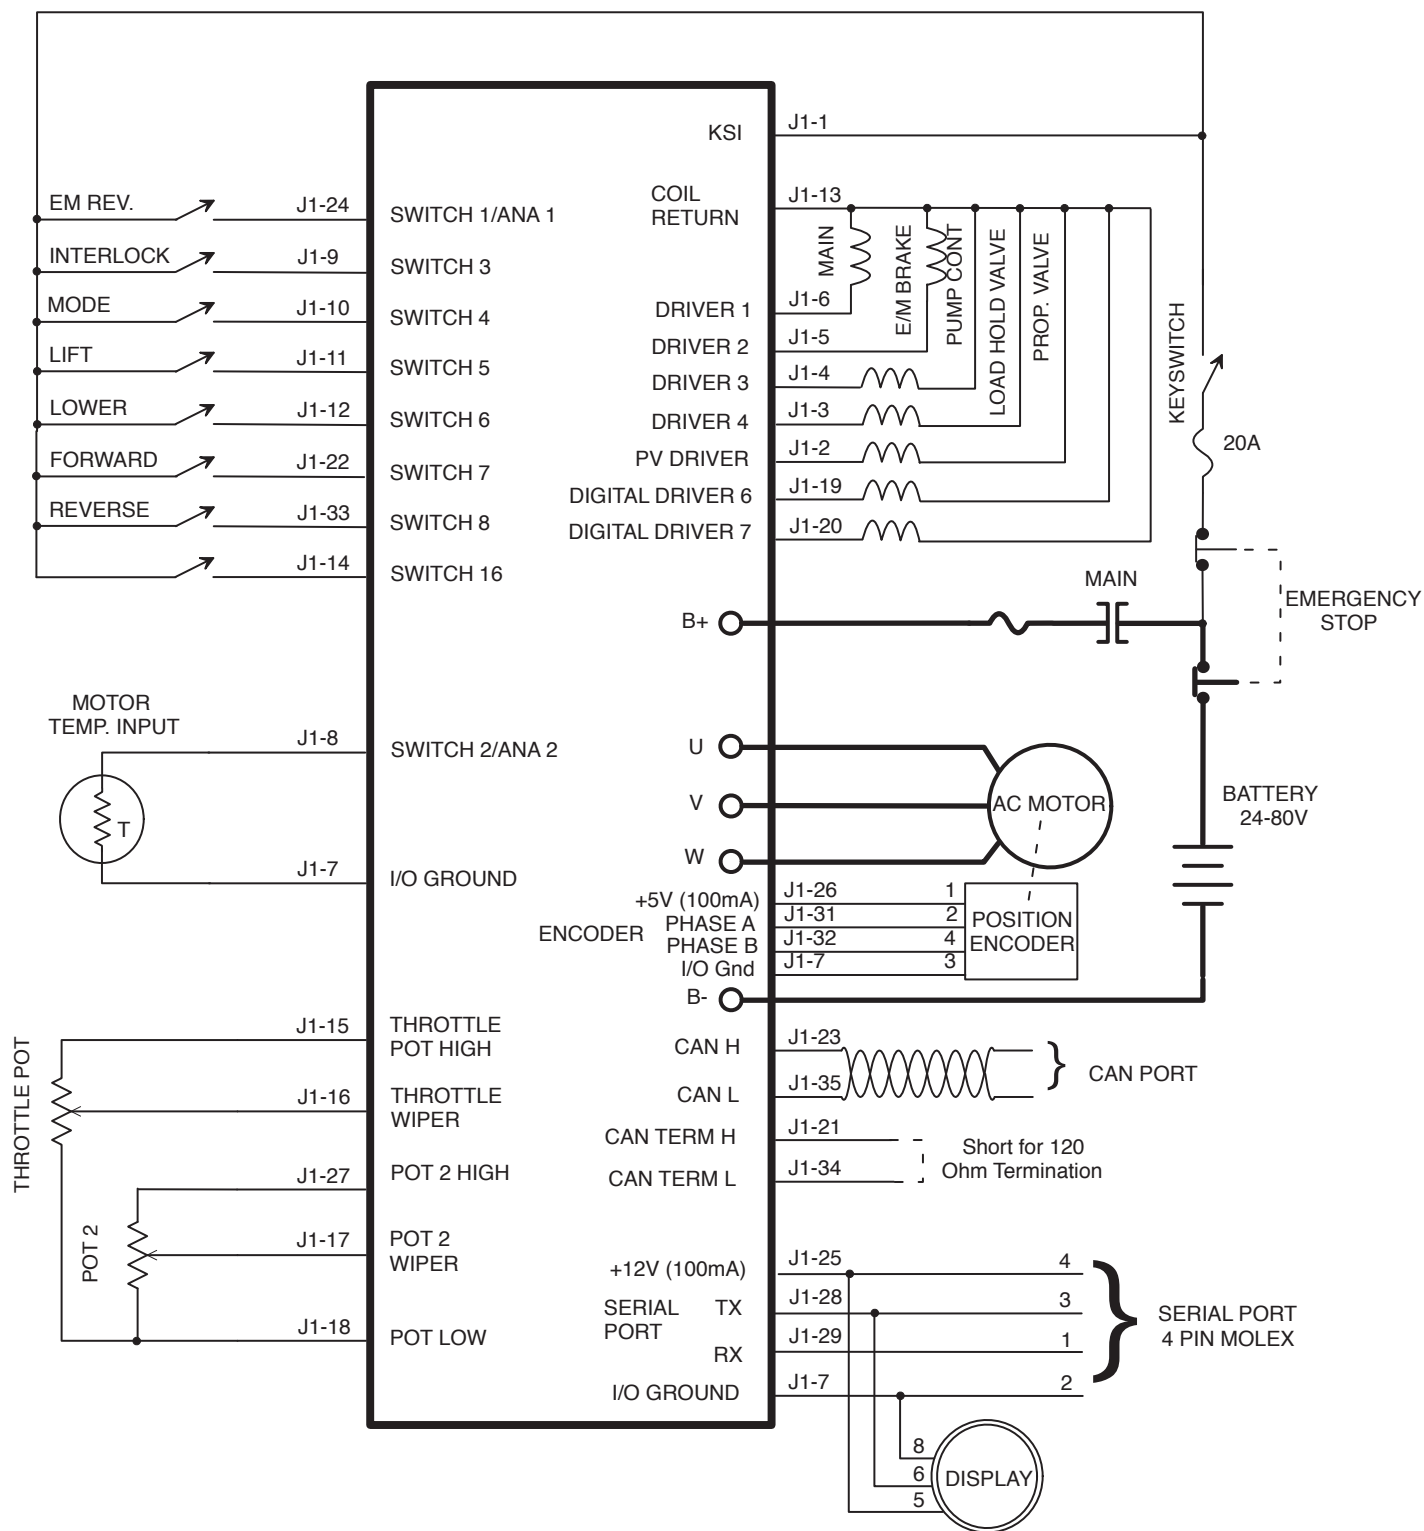 KSI
J1-1
EM REV.
J1-24
SWITCH 1/ANA 1
INTERLOCK
J1-9
SWITCH 3
MODE
J1-10
SWITCH 4
LIFT
J1-11
SWITCH 5
LOWER
J1-12
SWITCH 6
FORWARD
J1-22
SWITCH 7
REVERSE
J1-33
SWITCH 8
J1-14
SWITCH 16
COIL
RETURN
J1-13
MAIN
E/M BRAKE
PUMP CONT
LOAD HOLD VALVE
PROP. VALVE
DRIVER 1
J1-6
DRIVER 2
J1-5
DRIVER 3
J1-4
DRIVER 4
J1-3
PV DRIVER
J1-2
DIGITAL DRIVER 6
J1-19
DIGITAL DRIVER 7
J1-20
KEYSWITCH
20A
MAIN
EMERGENCY
STOP
B+
MOTOR
TEMP. INPUT
T
J1-8
SWITCH 2/ANA 2
J1-7
I/O GROUND
U
V
W
AC MOTOR
BATTERY
24-80V
ENCODER
+5V (100mA)
J1-26
1
PHASE A
J1-31
2
PHASE B
J1-32
4
I/O Gnd
J1-7
3
POSITION
ENCODER
B-
THROTTLE POT
J1-15
THROTTLE
POT HIGH
J1-16
THROTTLE
WIPER
POT 2
J1-27
POT 2 HIGH
J1-17
POT 2
WIPER
J1-18
POT LOW
CAN H
J1-23
CAN L
J1-35
CAN PORT
CAN TERM H
J1-21
CAN TERM L
J1-34
Short for 120
Ohm Termination
+12V (100mA)
J1-25
4
SERIAL
PORT
TX
J1-28
3
RX
J1-29
1
I/O GROUND
J1-7
2
SERIAL PORT
4 PIN MOLEX
8
6
5
DISPLAY